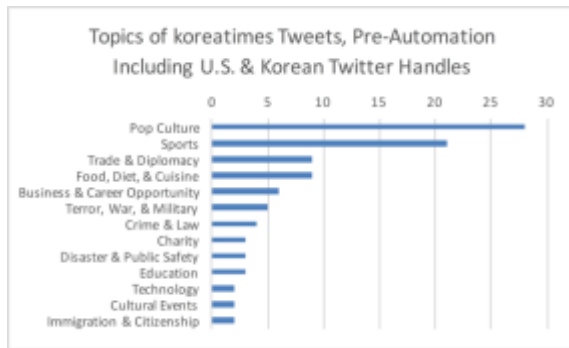 Topics of koreatimes Tweets, Pre-Automation
Including U.S. & Korean Twitter Handles
0 5 10 15 20 25 30
Pop Culture
Sports
Trade & Diplomacy
Food, Diet, & Cuisine
Business & Career Opportunity
Terror, War, & Military
Crime & Law
Charity
Disaster & Public Safety
Education
Technology
Cultural Events
Immigration & Citizenship